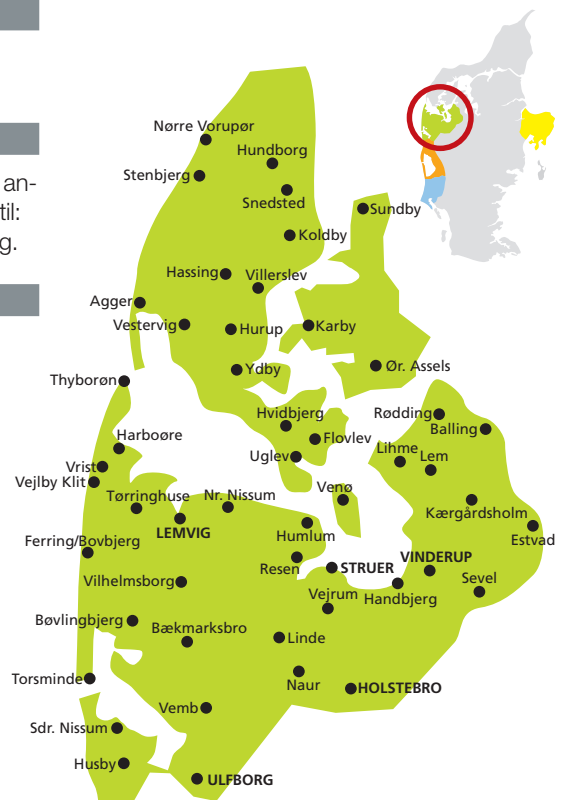 an-
til:
g.
Nørre Vorupør
Hundborg
Stenbjerg
Snedsted
Sundby
Koldby
Hassing
Villerslev
Agger
Vestervig
Hurup
Karby
Ydby
Ør. Assels
Thyborøn
Hvidbjerg
Rødding
Balling
Harboøre
Flovlev
Lihme
Lem
Uglev
Vrist
Vejlby Klit
Tørringhuse
Nr. Nissum
Venø
Kærgårdsholm
LEMVIG
Humlum
Estvad
Ferring/Bovbjerg
Resen
STRUER
VINDERUP
Vilhelmsborg
Sevel
Vejrum
Handbjerg
Bøvlingbjerg
Bækmarksbro
Linde
Torsminde
Naur
HOLSTEBRO
Vemb
Sdr. Nissum
Husby
ULFBORG